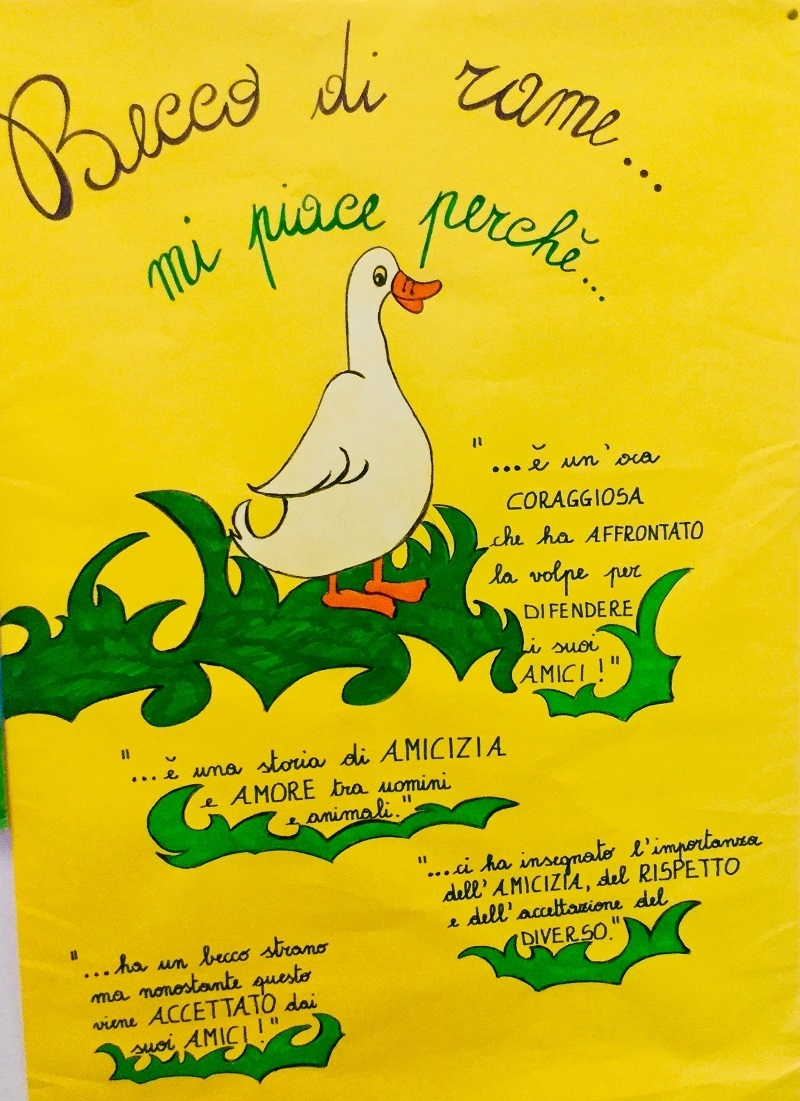 Becco di rame...
mi piace perchĕ...
"...ĕ un'oca
CORAGGIOSA
che ha AFFRONTATO
la volpe per
DIFENDERE
i suoi
AMICI!"
"...ĕ una storia di AMICIZIA
e AMORE tra uomini
e animali."
"...ci ha insegnato l'importanza
dell'AMICIZIA, del RISPETTO
e dell'accettazione del
DIVERSO."
"...ha un becco strano
ma nonostante questo
viene ACCETTATO dai
suoi AMICI!"